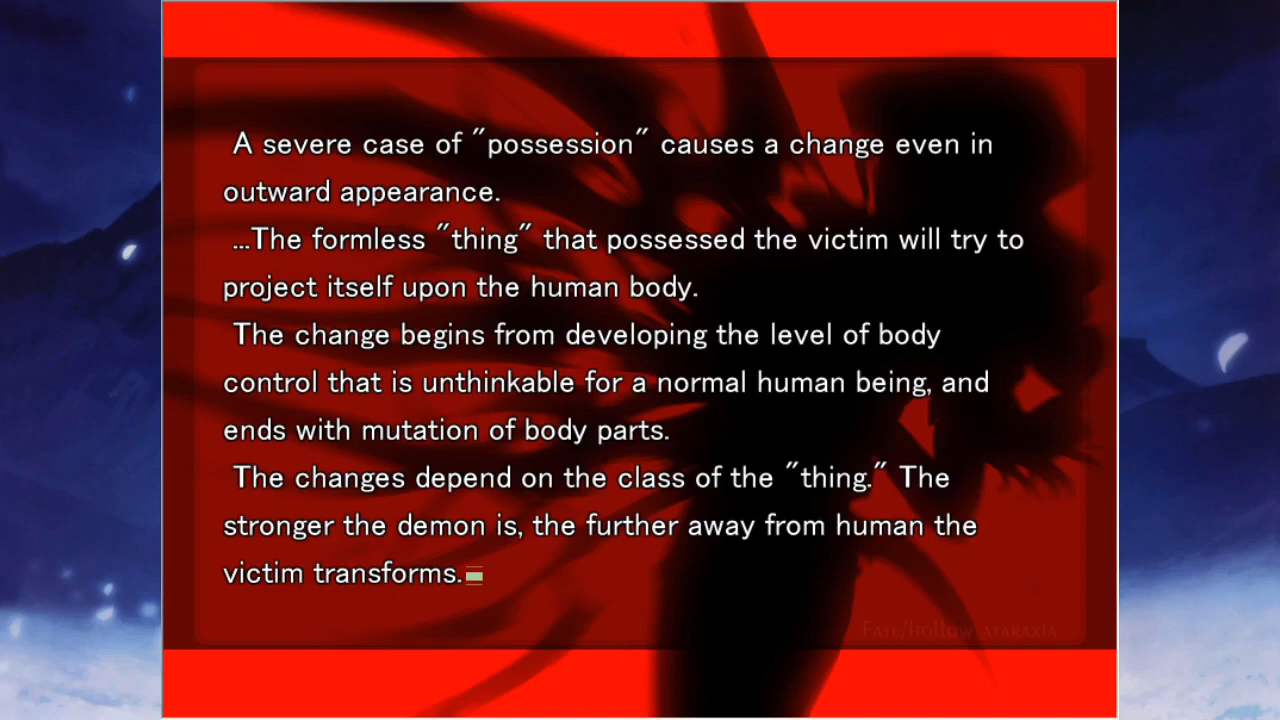 A severe case of "possession" causes a change even in
outward appearance.
...The formless "thing" that possessed the victim will try to
project itself upon the human body.
The change begins from developing the level of body
control that is unthinkable for a normal human being, and
ends with mutation of body parts.
The changes depend on the class of the "thing." The
stronger the demon is, the further away from human the
victim transforms.
Fate/hollow ataraxia